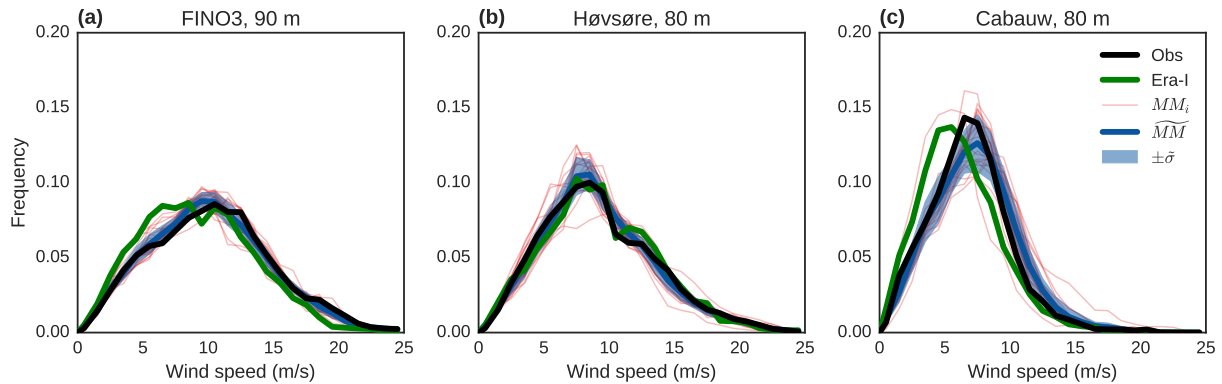 (a) FINO3, 90 m
0.20
0.15
0.10
0.05
0.00
Frequency
0 5 10 15 20 25
Wind speed (m/s)
(b) Høvsøre, 80 m
0.20
0.15
0.10
0.05
0.00
0 5 10 15 20 25
Wind speed (m/s)
(c) Cabauw, 80 m
0.20
0.15
0.10
0.05
0.00
0 5 10 15 20 25
Wind speed (m/s)
Obs
Era-I
MM_i
\widetilde{MM}
±σ̃